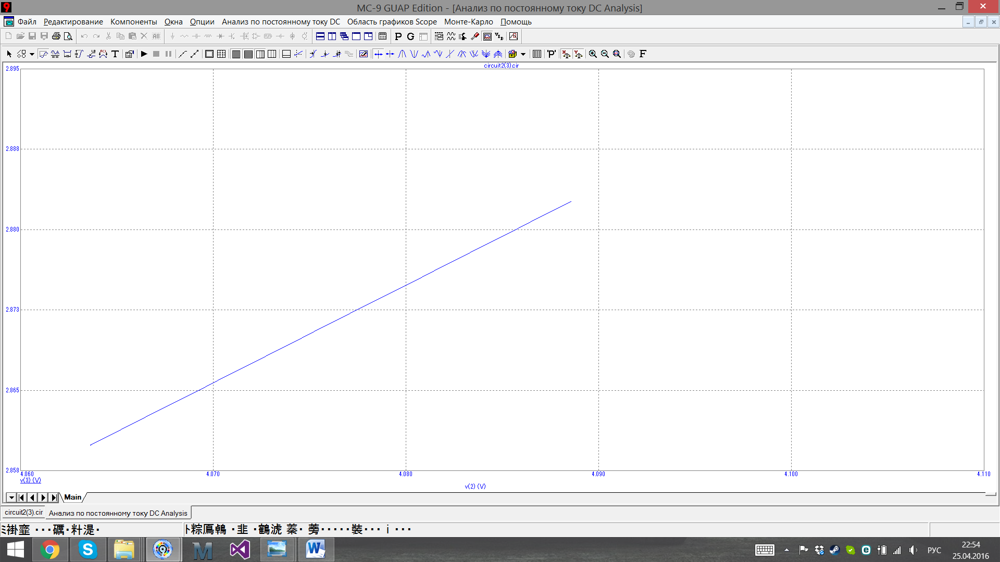 MC-9 GUAP Edition - [Анализ по постоянному току DC Analysis]
Файл Редактирование Компоненты Окна Опции Анализ по постоянному току DC Область графиков Scope Монте-Карло Помощь
circuit2(3).cir
2.895
2.888
2.880
2.873
2.865
2.858
4.060 4.070 4.080 4.090 4.100 4.110
v(3) (V)
v(2) (V)
Main
circuit2(3).cir Анализ по постоянному току DC Analysis
РУС
22:54
25.04.2016